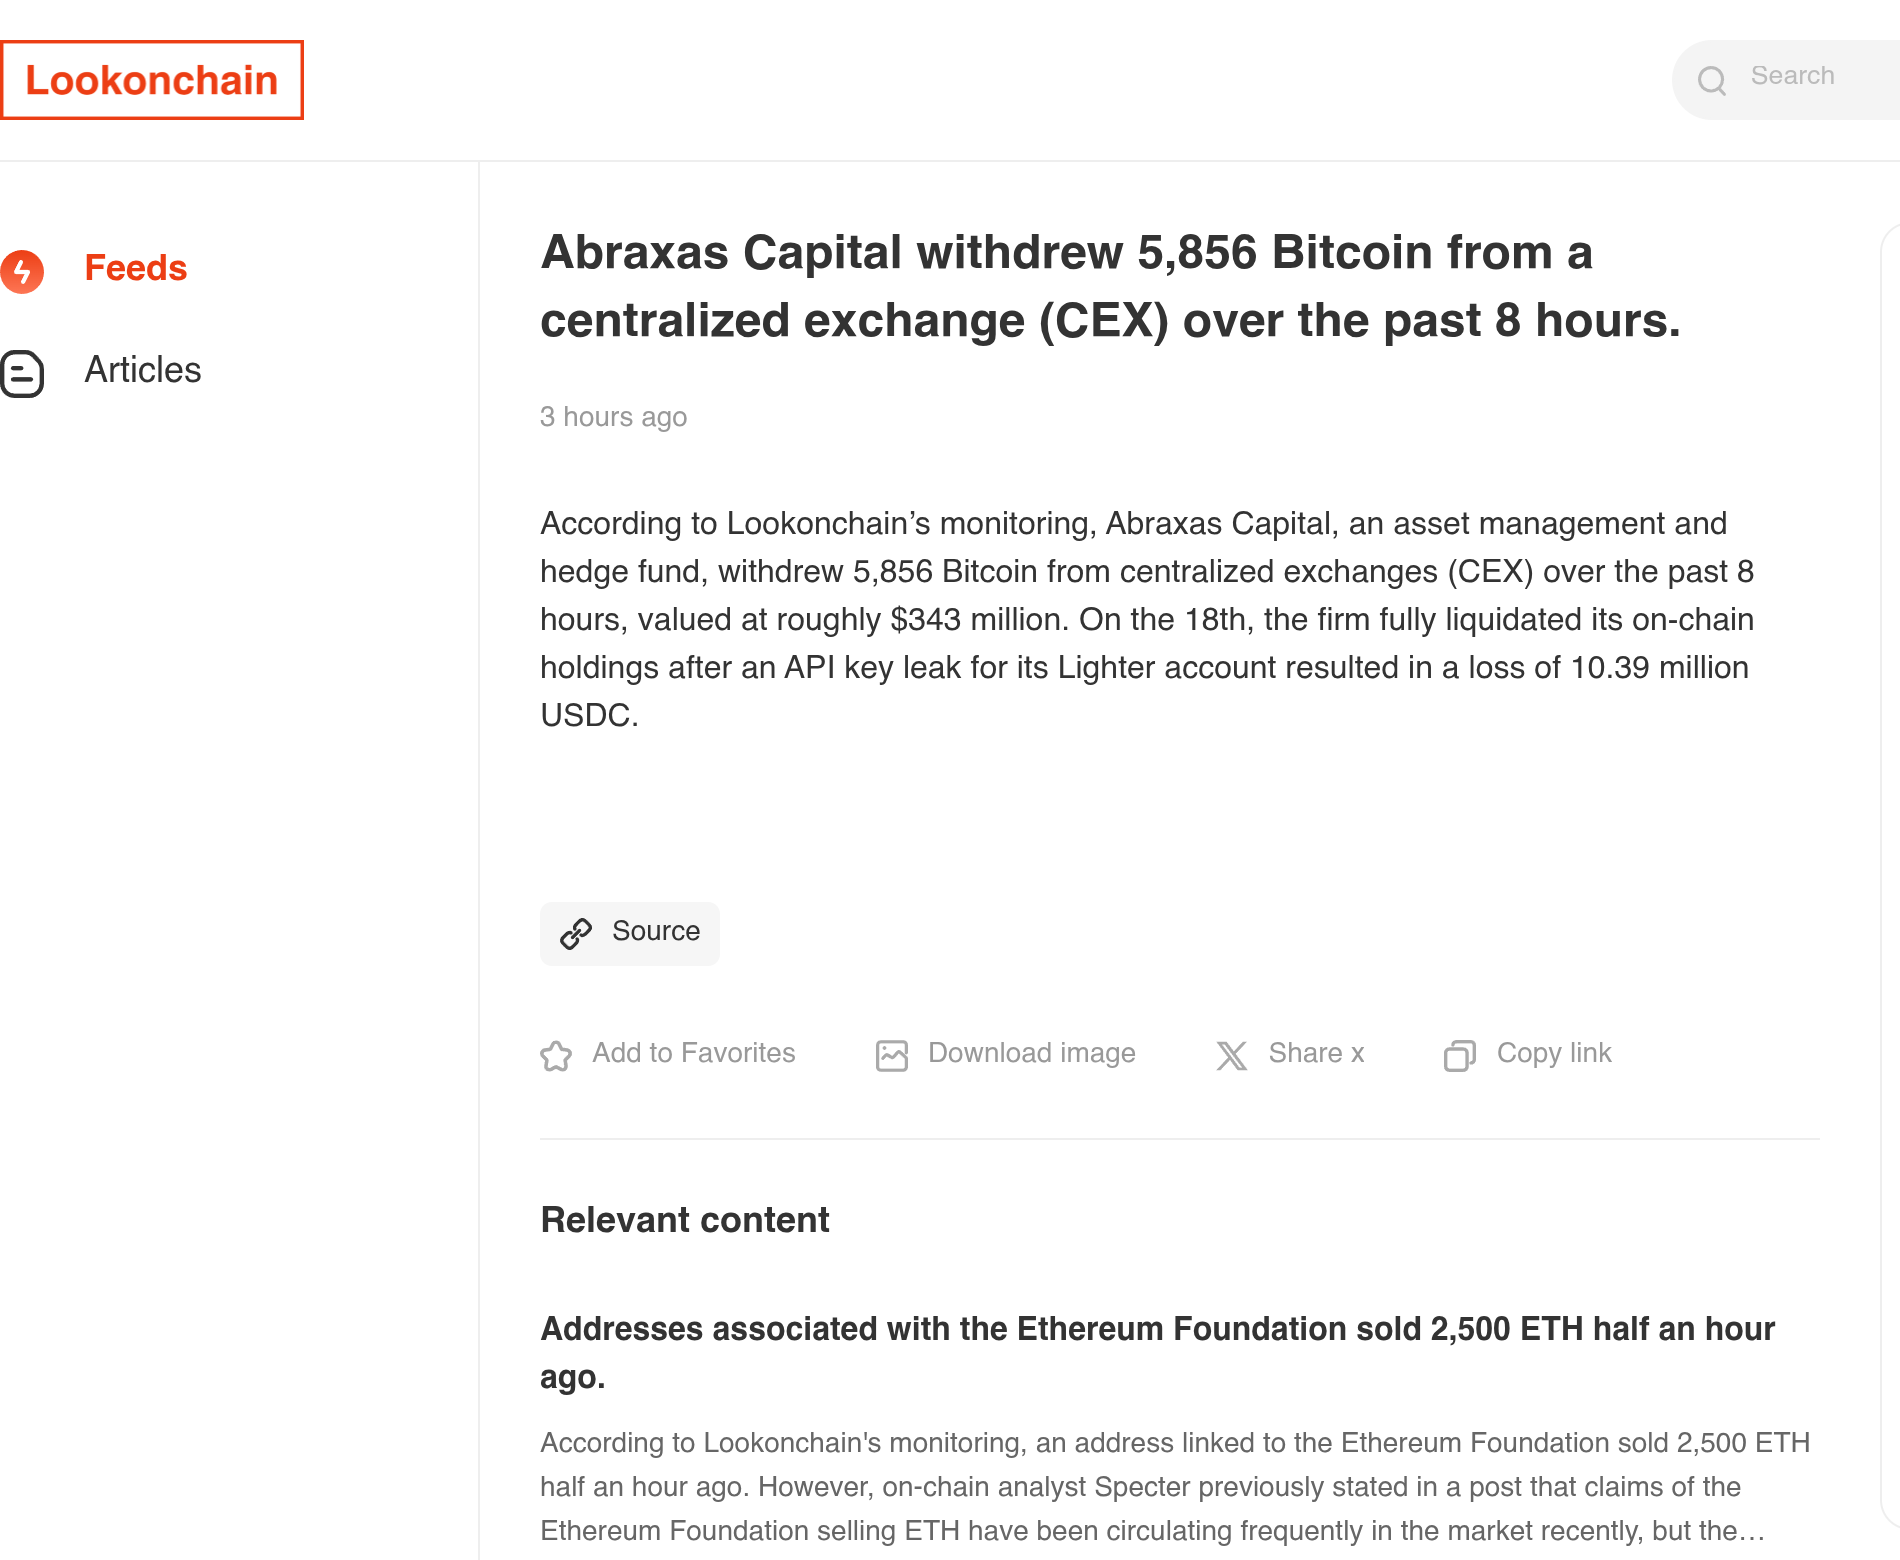 Lookonchain
Search
Feeds
Articles
Abraxas Capital withdrew 5,856 Bitcoin from a
centralized exchange (CEX) over the past 8 hours.
3 hours ago
According to Lookonchain’s monitoring, Abraxas Capital, an asset management and
hedge fund, withdrew 5,856 Bitcoin from centralized exchanges (CEX) over the past 8
hours, valued at roughly $343 million. On the 18th, the firm fully liquidated its on-chain
holdings after an API key leak for its Lighter account resulted in a loss of 10.39 million
USDC.
Source
Add to Favorites
Download image
Share x
Copy link
Relevant content
Addresses associated with the Ethereum Foundation sold 2,500 ETH half an hour
ago.
According to Lookonchain's monitoring, an address linked to the Ethereum Foundation sold 2,500 ETH
half an hour ago. However, on-chain analyst Specter previously stated in a post that claims of the
Ethereum Foundation selling ETH have been circulating frequently in the market recently, but the…